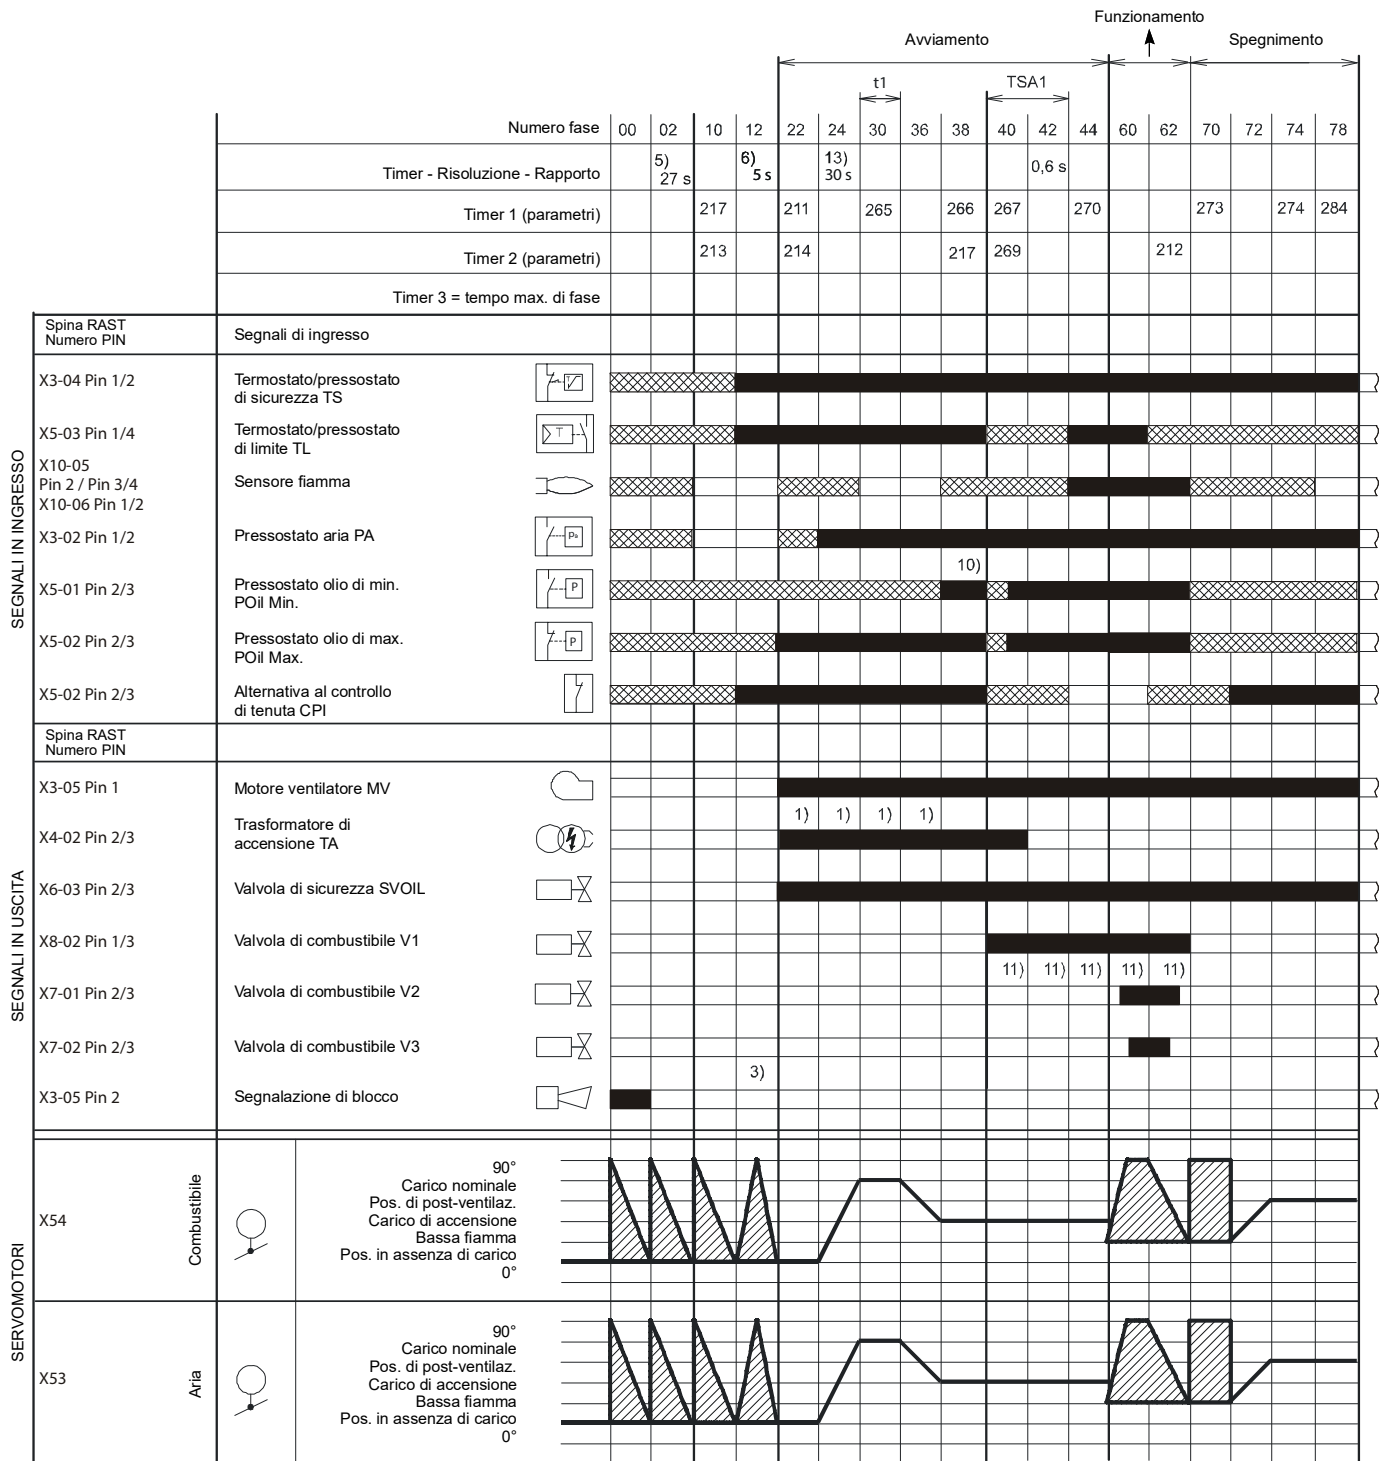 Funzionamento
Avviamento
Spegnimento
t1
TSA1
Numero fase 00 02 10 12 22 24 30 36 38 40 42 44 60 62 70 72 74 78
Timer - Risoluzione - Rapporto 5) 27 s 6) 5 s 13) 30 s 0,6 s
Timer 1 (parametri) 217 211 265 266 267 270 273 274 284
Timer 2 (parametri) 213 214 217 269 212
Timer 3 = tempo max. di fase
SEGNALI IN INGRESSO
Spina RAST
Numero PIN
Segnali di ingresso
X3-04 Pin 1/2
Termostato/pressostato
di sicurezza TS
X5-03 Pin 1/4
Termostato/pressostato
di limite TL
T
X10-05
Pin 2 / Pin 3/4
X10-06 Pin 1/2
Sensore fiamma
X3-02 Pin 1/2
Pressostato aria PA
Pa
10)
X5-01 Pin 2/3
Pressostato olio di min.
POil Min.
P
X5-02 Pin 2/3
Pressostato olio di max.
POil Max.
P
X5-02 Pin 2/3
Alternativa al controllo
di tenuta CPI
SEGNALI IN USCITA
Spina RAST
Numero PIN
X3-05 Pin 1
Motore ventilatore MV
1) 1) 1) 1)
X4-02 Pin 2/3
Trasformatore di
accensione TA
X6-03 Pin 2/3
Valvola di sicurezza SVOIL
X8-02 Pin 1/3
Valvola di combustibile V1
11) 11) 11) 11) 11)
X7-01 Pin 2/3
Valvola di combustibile V2
X7-02 Pin 2/3
Valvola di combustibile V3
3)
X3-05 Pin 2
Segnalazione di blocco
SERVOMOTORI
X54
Combustibile
90°
Carico nominale
Pos. di post-ventilaz.
Carico di accensione
Bassa fiamma
Pos. in assenza di carico
0°
X53
Aria
90°
Carico nominale
Pos. di post-ventilaz.
Carico di accensione
Bassa fiamma
Pos. in assenza di carico
0°